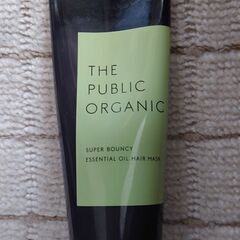 THE
PUBLIC
ORGANIC
SUPER BOUNCY
ESSENTIAL OIL HAIR MASK